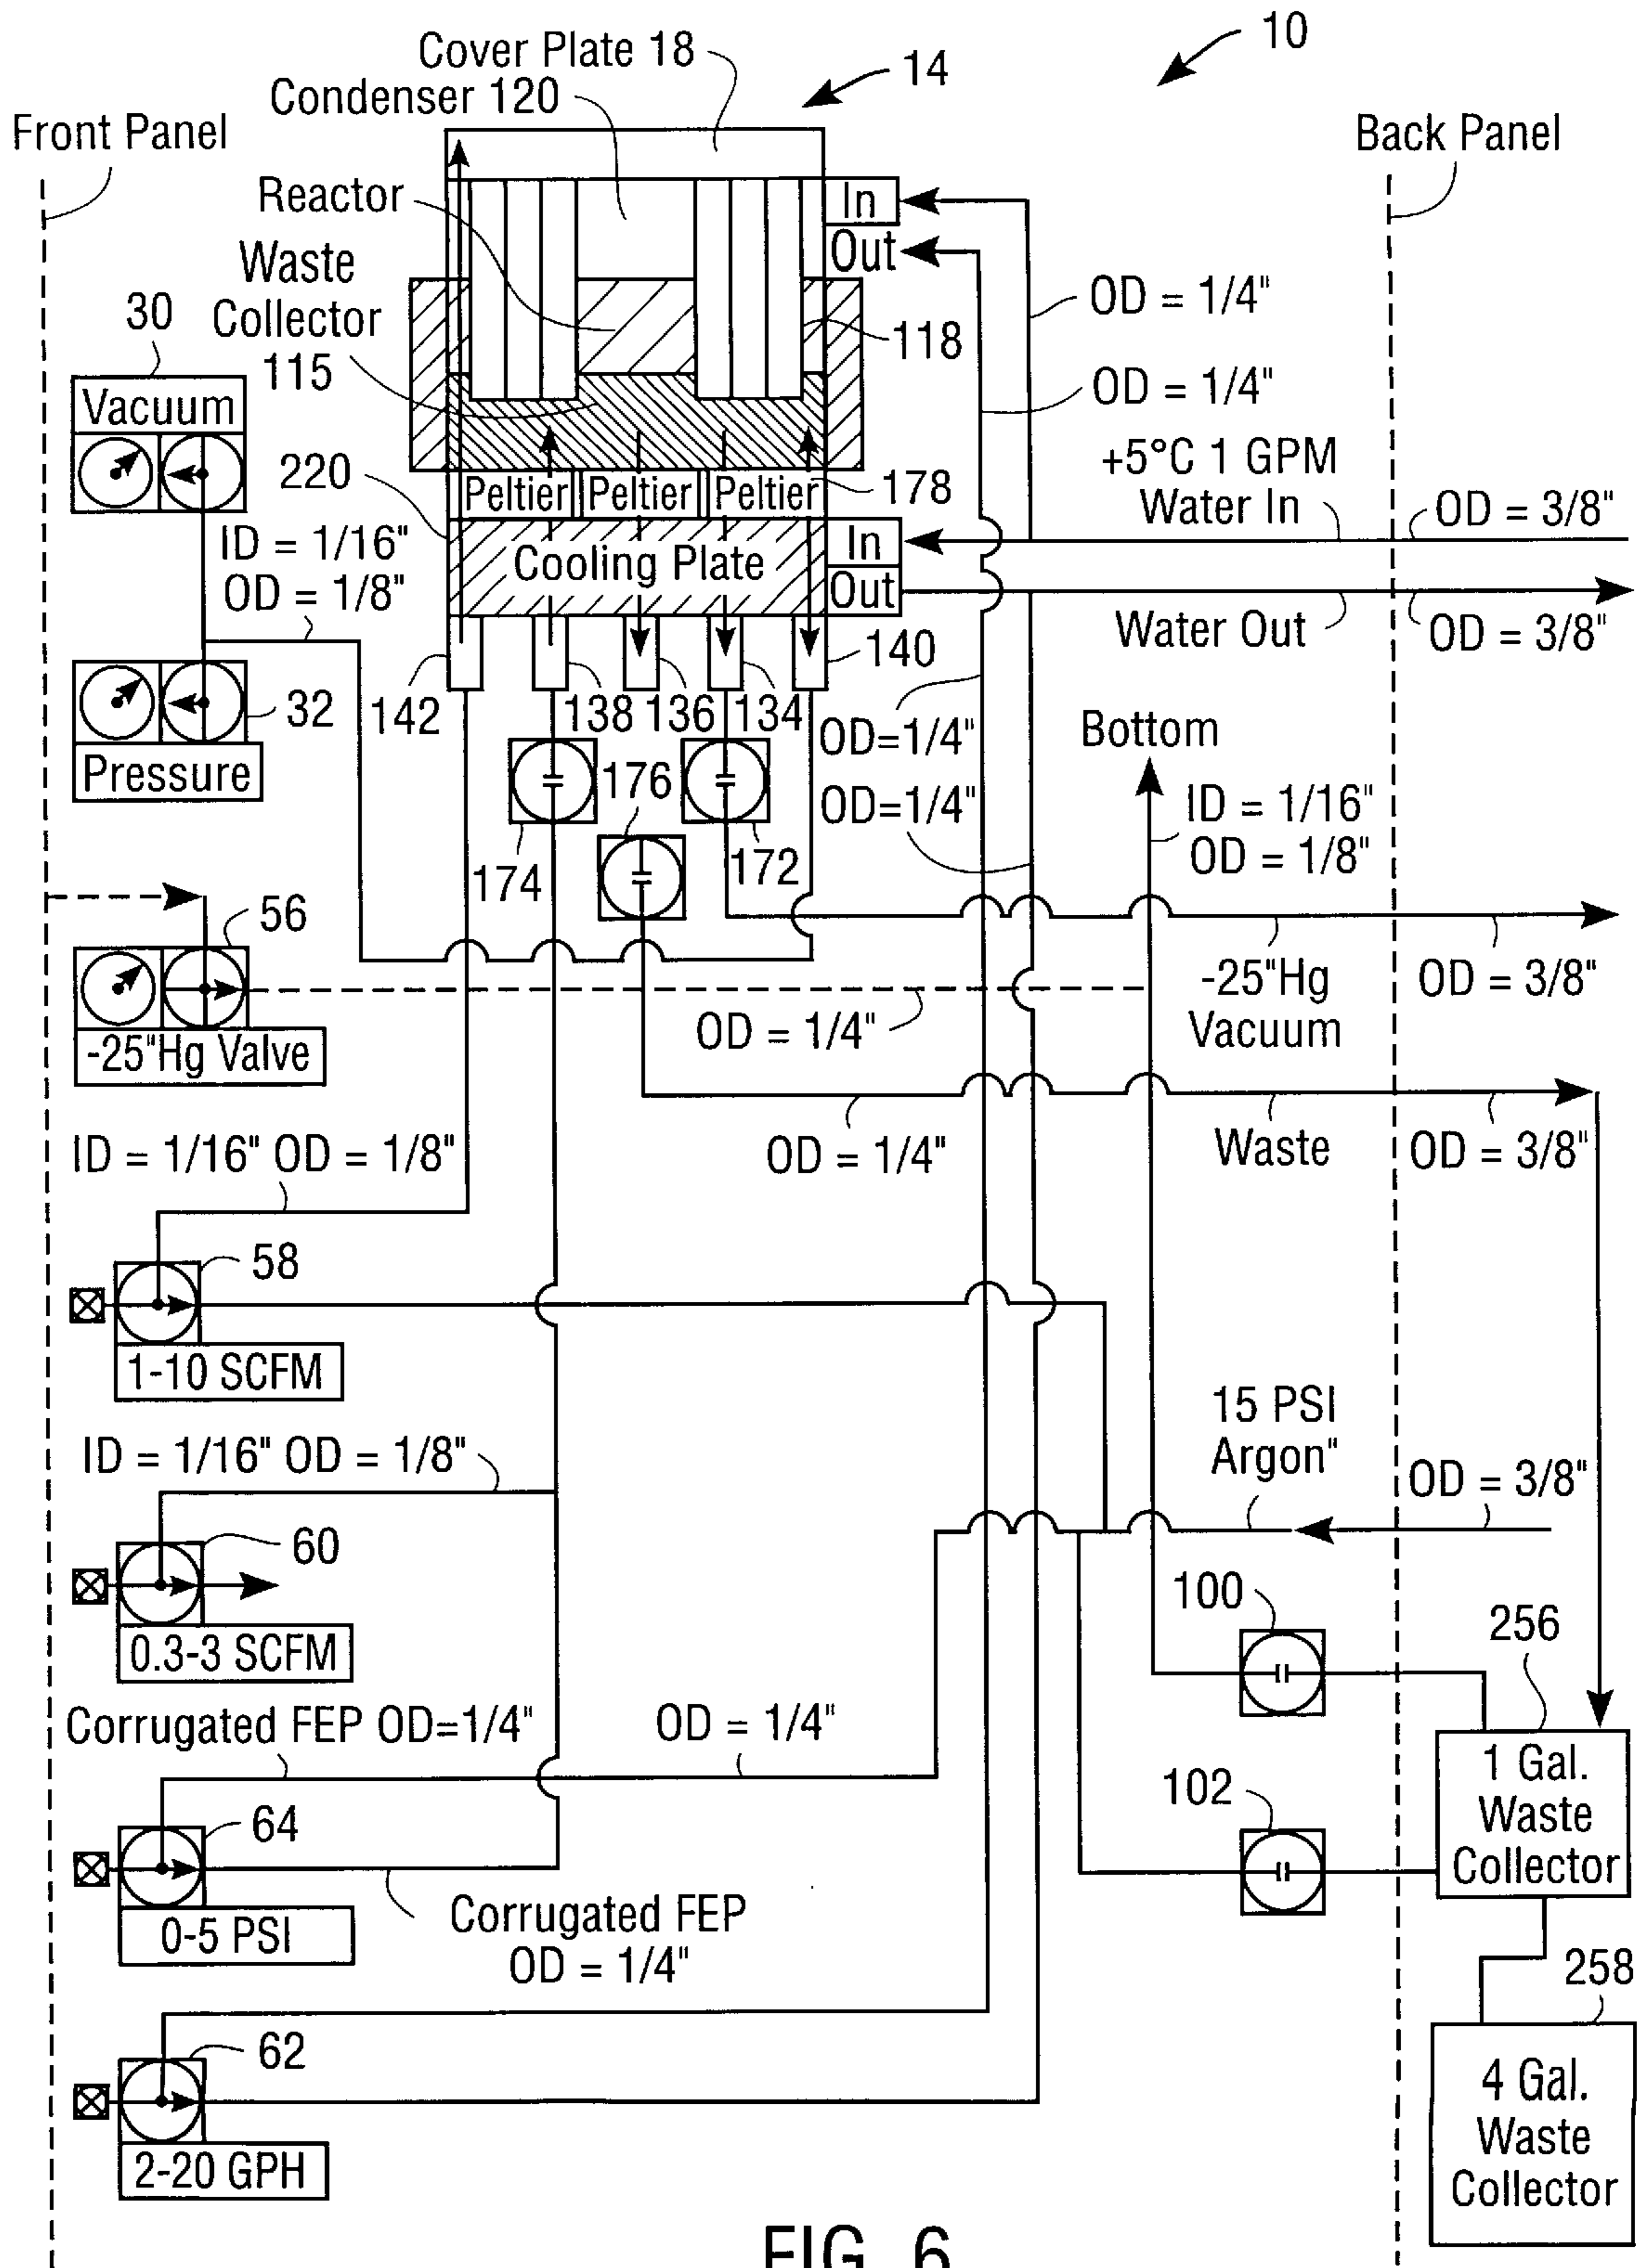 10
Cover Plate 18
14
Condenser 120
Front Panel
Back Panel
Reactor
In
Out
Waste
Collector
115
30
118
OD = 1/4"
OD = 1/4"
Vacuum
+5°C 1 GPM
Water In
OD = 3/8"
220
Peltier
Peltier
Peltier
178
ID = 1/16"
OD = 1/8"
Cooling Plate
In
Out
Water Out
OD = 3/8"
140
32
142
138
136
134
Pressure
OD=1/4"
OD=1/4"
Bottom
ID = 1/16"
OD = 1/8"
176
174
172
56
-25"Hg
Vacuum
OD = 3/8"
OD = 1/4"
-25"Hg Valve
ID = 1/16" OD = 1/8"
OD = 1/4"
Waste
OD = 3/8"
58
1-10 SCFM
15 PSI
Argon"
OD = 3/8"
ID = 1/16" OD = 1/8"
60
0.3-3 SCFM
100
256
Corrugated FEP OD=1/4"
OD = 1/4"
1 Gal.
Waste
Collector
102
64
0-5 PSI
Corrugated FEP
OD = 1/4"
258
62
2-20 GPH
4 Gal.
Waste
Collector
FIG. 6